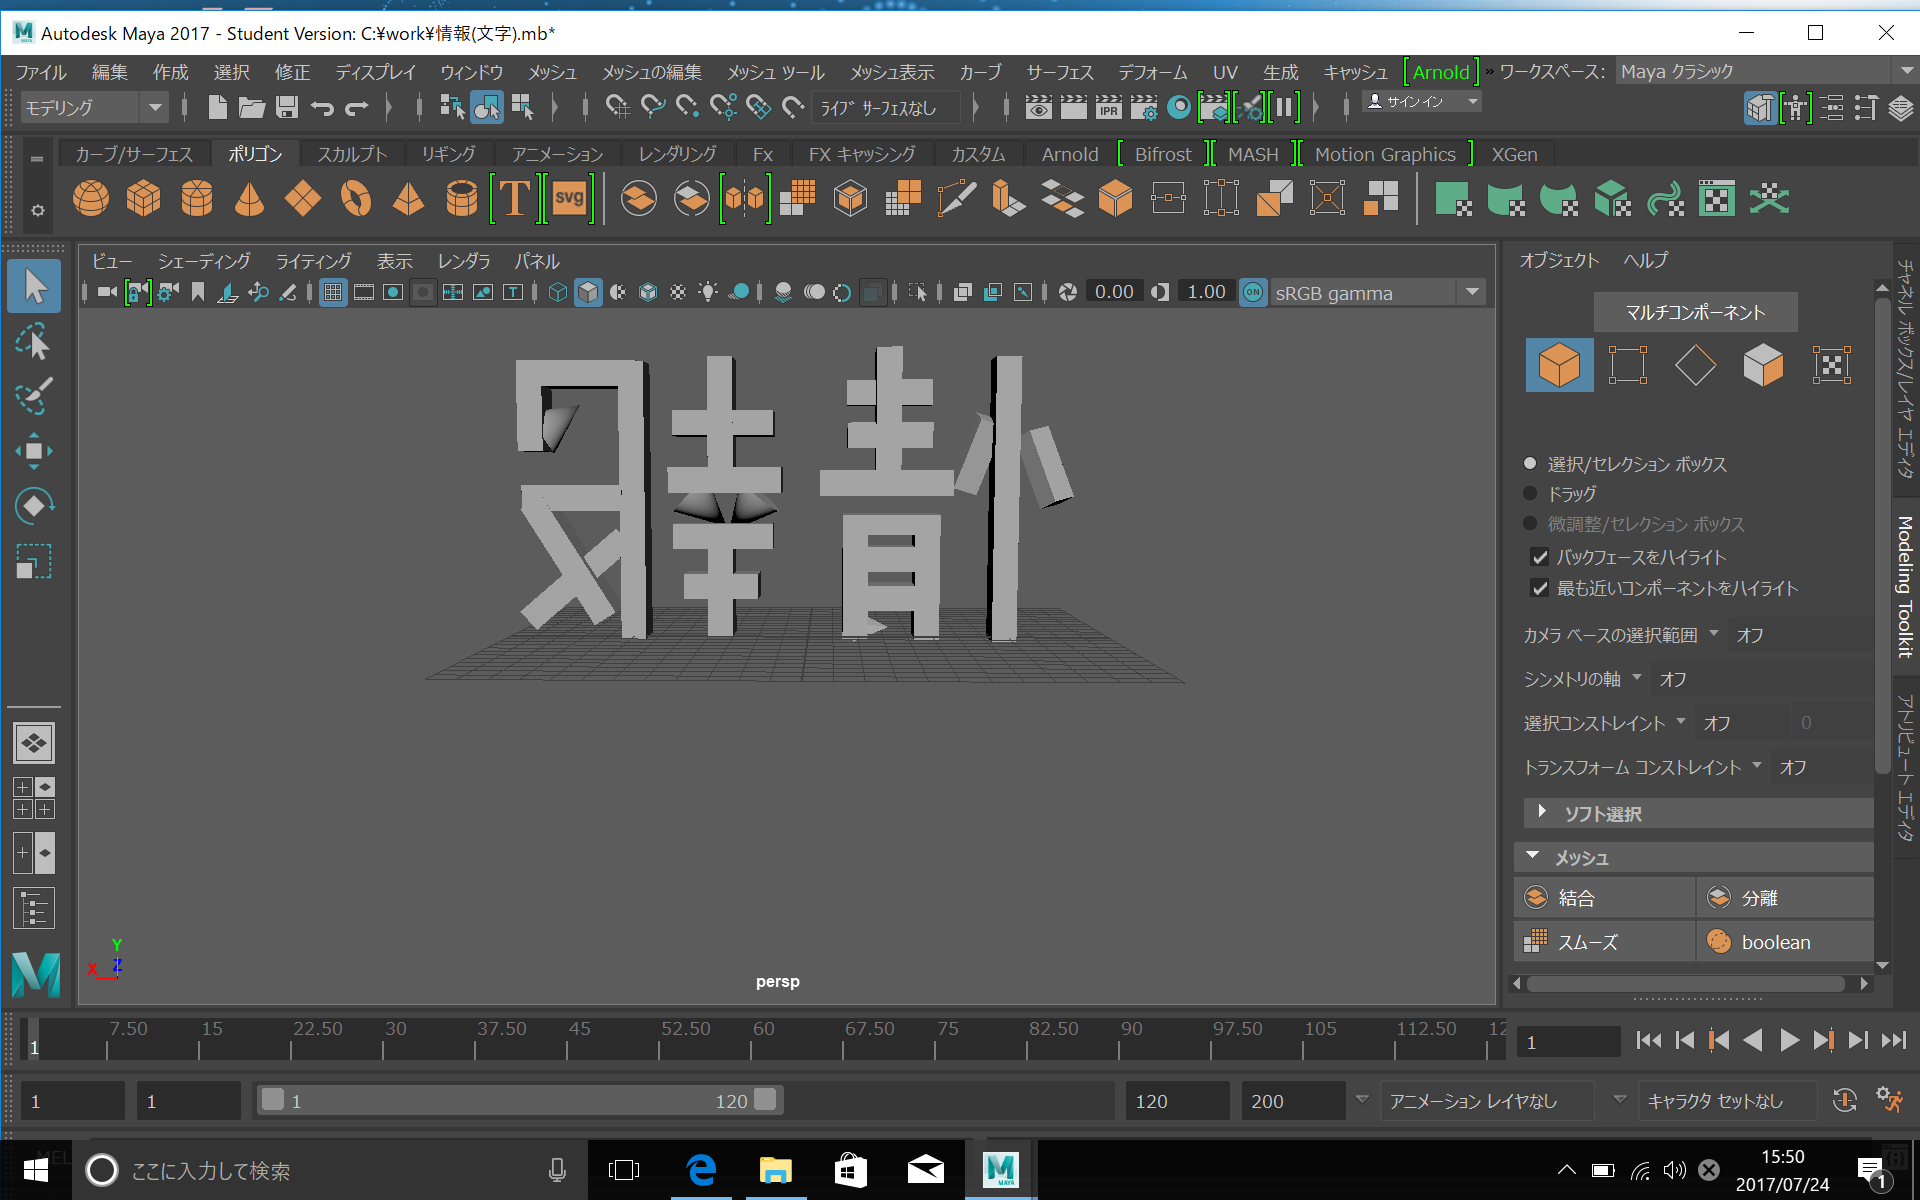 Autodesk Maya 2017 - Student Version: C:¥work¥情報(文字).mb*
ファイル 編集 作成 選択 修正 ディスプレイ ウィンドウ メッシュ メッシュの編集 メッシュ ツール メッシュ表示 カーブ サーフェス デフォーム UV 生成 キャッシュ Arnold » ワークスペース: Maya クラシック
モデリング ライブ サーフェスなし IPR サイン イン
カーブ/サーフェス ポリゴン スカルプト リギング アニメーション レンダリング Fx FX キャッシング カスタム Arnold Bifrost MASH Motion Graphics XGen
T svg
ビュー シェーディング ライティング 表示 レンダラ パネル
0.00 1.00 ON sRGB gamma
オブジェクト ヘルプ
マルチコンポーネント
選択/セレクション ボックス
ドラッグ
微調整/セレクション ボックス
バックフェースをハイライト
最も近いコンポーネントをハイライト
カメラ ベースの選択範囲 オフ
シンメトリの軸 オフ
選択コンストレイント オフ 0
トランスフォーム コンストレイント オフ
ソフト選択
メッシュ
結合 分離
スムーズ boolean
チャネル ボックス/レイヤ エディタ
Modeling Toolkit
アトリビュート エディタ
情報
Y
X Z
persp
1 7.50 15 22.50 30 37.50 45 52.50 60 67.50 75 82.50 90 97.50 105 112.50 12
1
1 1 1 120 120 200 アニメーション レイヤなし キャラクタ セットなし
MEL
ここに入力して検索
MAYA
15:50
2017/07/24
1